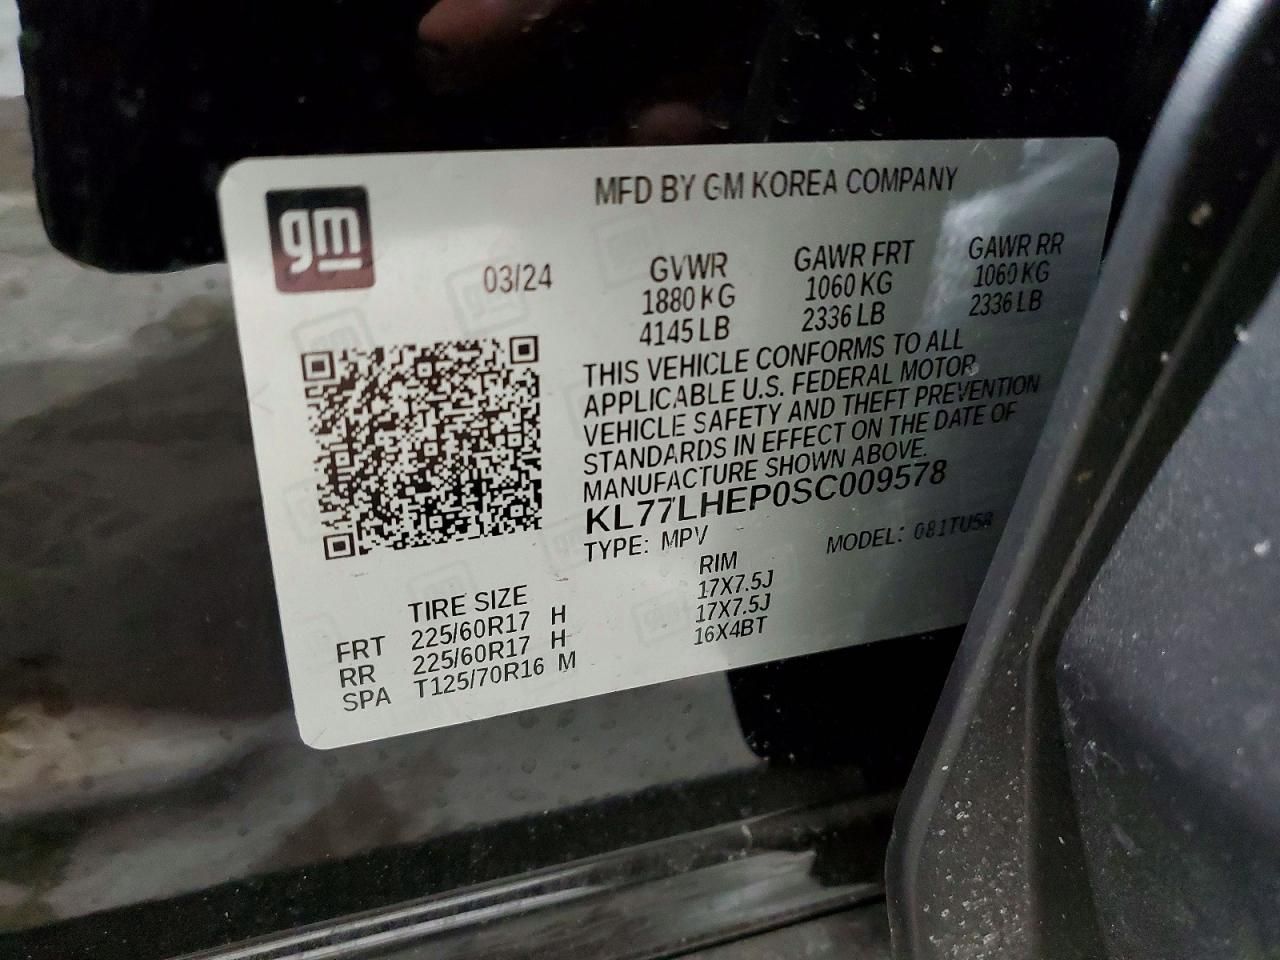 gm
MFD BY GM KOREA COMPANY
03/24
GVWR GAWR FRT GAWR RR
1880 KG 1060 KG 1060 KG
4145 LB 2336 LB 2336 LB
THIS VEHICLE CONFORMS TO ALL
APPLICABLE U.S. FEDERAL MOTOR
VEHICLE SAFETY AND THEFT PREVENTION
STANDARDS IN EFFECT ON THE DATE OF
MANUFACTURE SHOWN ABOVE.
KL77LHEP0SC009578
TYPE: MPV MODEL: 081TU58
TIRE SIZE RIM
FRT 225/60R17 H 17X7.5J
RR 225/60R17 H 17X7.5J
SPA T125/70R16 M 16X4BT